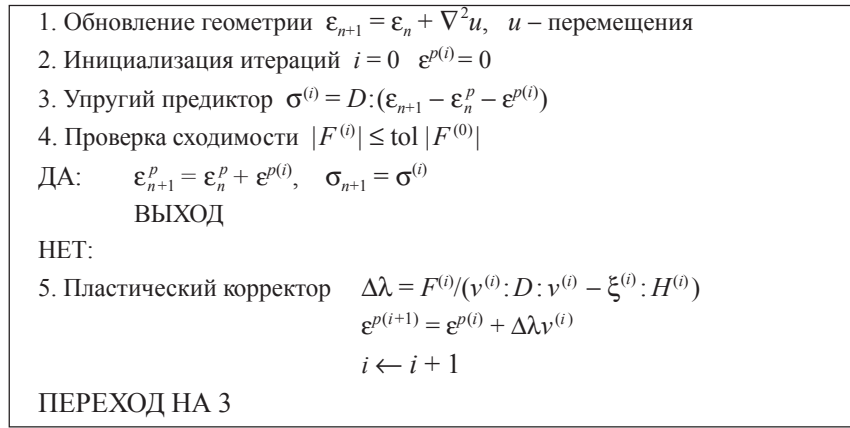 1. Обновление геометрии εₙ₊₁ = εₙ + ∇²u, u – перемещения
2. Инициализация итераций i = 0 ε^{p(i)} = 0
3. Упругий предиктор σ^{(i)} = D:(ε_{n+1} – ε_n^p – ε^{p(i)})
4. Проверка сходимости |F^{(i)}| ≤ tol |F^{(0)}|
ДА: ε_{n+1}^p = ε_n^p + ε^{p(i)}, σ_{n+1} = σ^{(i)}
ВЫХОД
НЕТ:
5. Пластический корректор Δλ = F^{(i)}/(v^{(i)}:D:v^{(i)} – ξ^{(i)}:H^{(i)})
ε^{p(i+1)} = ε^{p(i)} + Δλv^{(i)}
i ← i + 1
ПЕРЕХОД НА 3